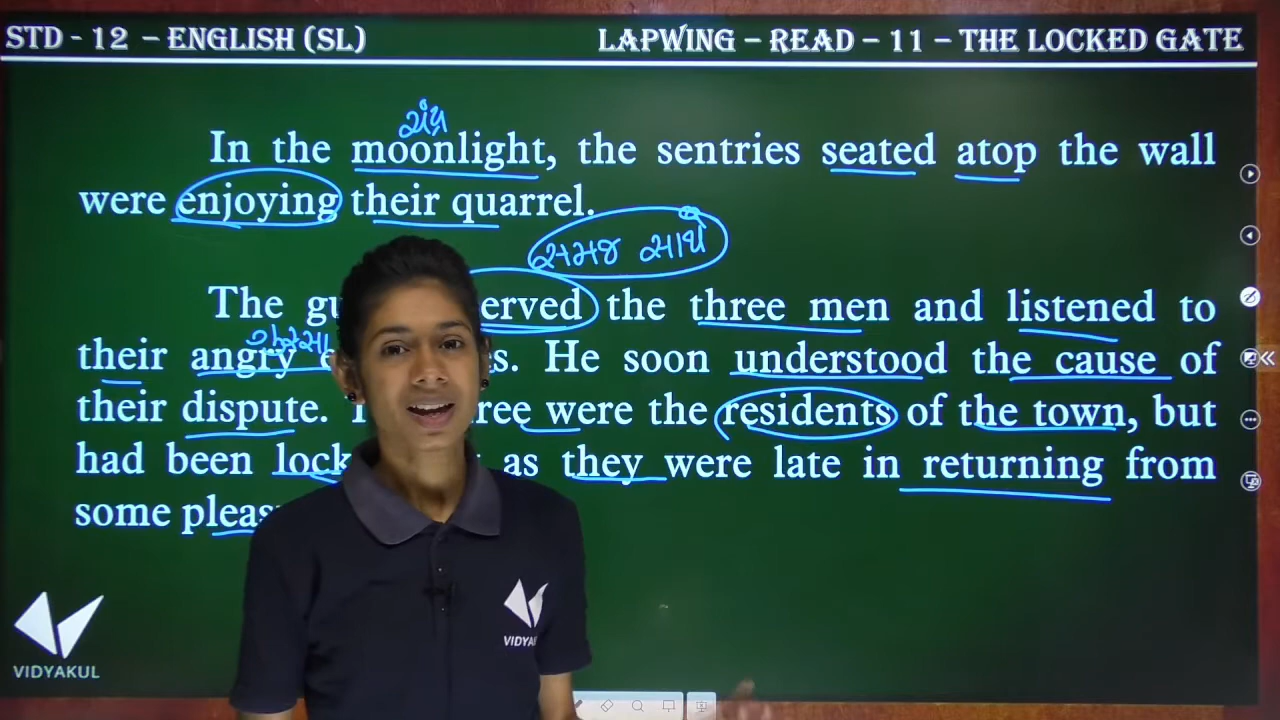 STD - 12 – ENGLISH (SL)
LAPWING – READ – 11 – THE LOCKED GATE
In the moonlight, the sentries seated atop the wall
were enjoying their quarrel.
સમજ સાથે
The erved the three men and listened to
their angry s. He soon understood the cause of
their dispute. ree were the residents of the town, but
had been lock as they were late in returning from
some pleas
VIDYAKUL
VIDYA